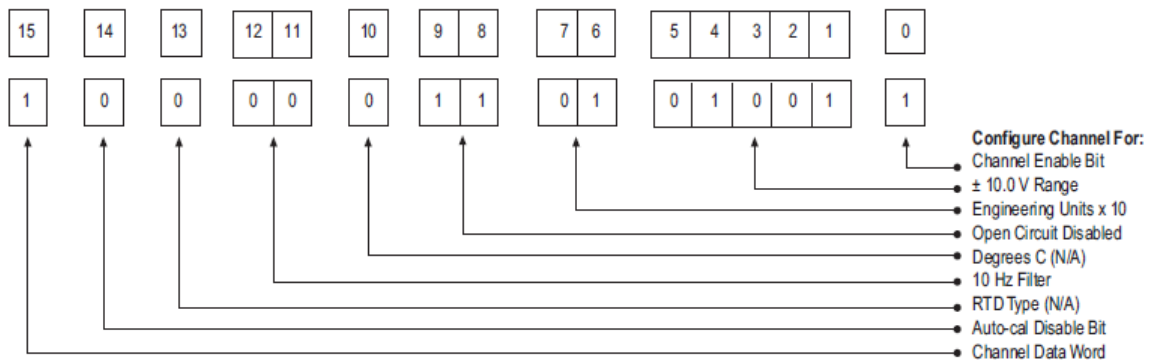 15 14 13 12 11 10 9 8 7 6 5 4 3 2 1 0
1 0 0 0 0 0 1 1 0 1 0 1 0 0 1 1
Configure Channel For:
Channel Enable Bit
± 10.0 V Range
Engineering Units x 10
Open Circuit Disabled
Degrees C (N/A)
10 Hz Filter
RTD Type (N/A)
Auto-cal Disable Bit
Channel Data Word